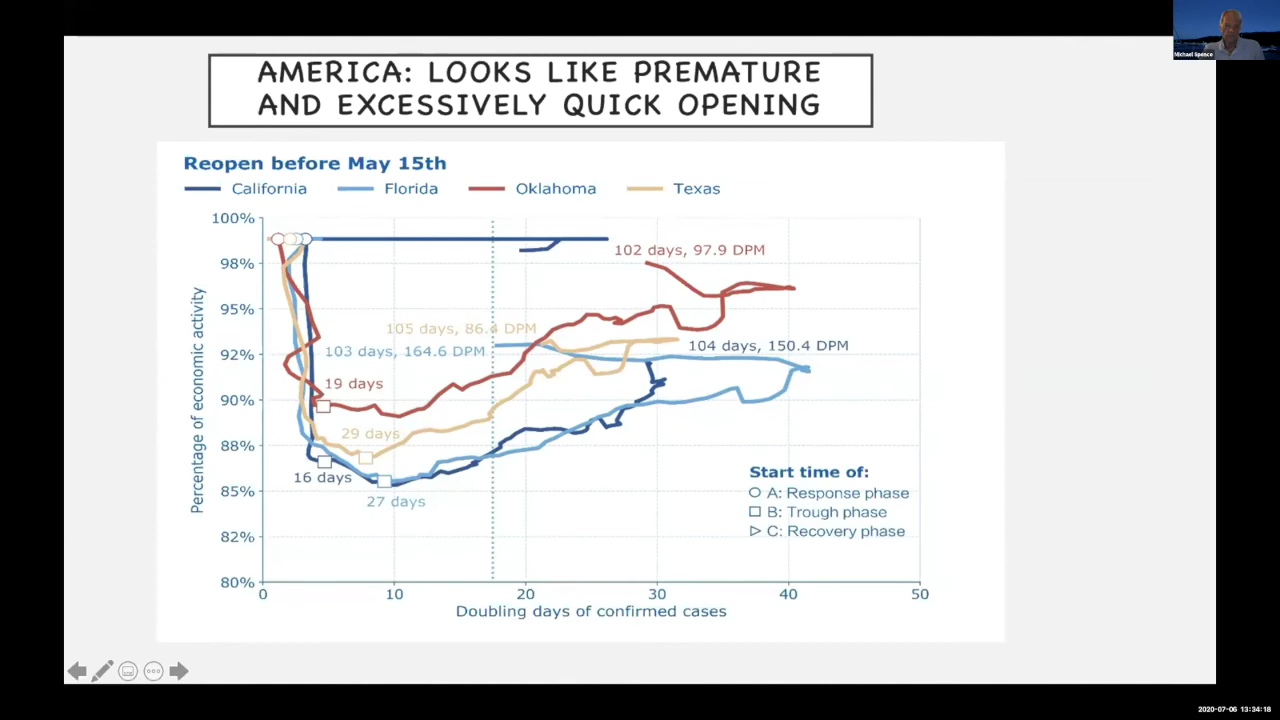 Michael Spence
AMERICA: LOOKS LIKE PREMATURE
AND EXCESSIVELY QUICK OPENING
Reopen before May 15th
California Florida Oklahoma Texas
100%
98%
95%
92%
90%
88%
85%
82%
80%
Percentage of economic activity
102 days, 97.9 DPM
105 days, 86.4 DPM
104 days, 150.4 DPM
103 days, 164.6 DPM
19 days
29 days
16 days
27 days
Start time of:
A: Response phase
B: Trough phase
C: Recovery phase
0 10 20 30 40 50
Doubling days of confirmed cases
2020-07-06 13:34:18